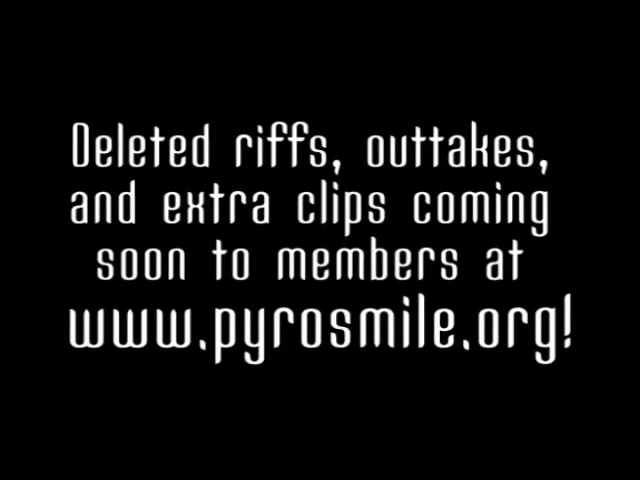 Deleted riffs, outtakes,
and extra clips coming
soon to members at
www.pyrosmile.org!